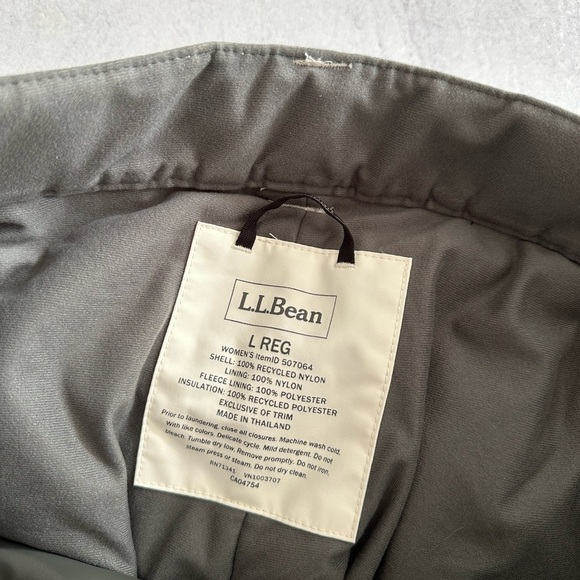 L.L.Bean
L REG
WOMEN'S ItemID 507064
SHELL: 100% RECYCLED NYLON
LINING: 100% NYLON
FLEECE LINING: 100% POLYESTER
INSULATION: 100% RECYCLED POLYESTER
EXCLUSIVE OF TRIM
MADE IN THAILAND
Prior to laundering, close all closures. Machine wash cold.
With like colors. Delicate cycle. Mild detergent. Do not
bleach. Tumble dry low. Remove promptly. Do not iron,
steam press or steam. Do not dry clean.
RN71341 VN1003707
CA04754